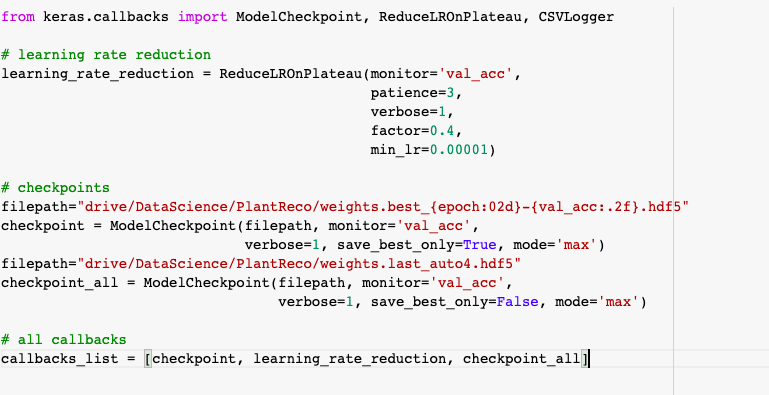 from keras.callbacks import ModelCheckpoint, ReduceLROnPlateau, CSVLogger
# learning rate reduction
learning_rate_reduction = ReduceLROnPlateau(monitor='val_acc',
patience=3,
verbose=1,
factor=0.4,
min_lr=0.00001)
# checkpoints
filepath="drive/DataScience/PlantReco/weights.best_{epoch:02d}-{val_acc:.2f}.hdf5"
checkpoint = ModelCheckpoint(filepath, monitor='val_acc',
verbose=1, save_best_only=True, mode='max')
filepath="drive/DataScience/PlantReco/weights.last_auto4.hdf5"
checkpoint_all = ModelCheckpoint(filepath, monitor='val_acc',
verbose=1, save_best_only=False, mode='max')
# all callbacks
callbacks_list = [checkpoint, learning_rate_reduction, checkpoint_all]